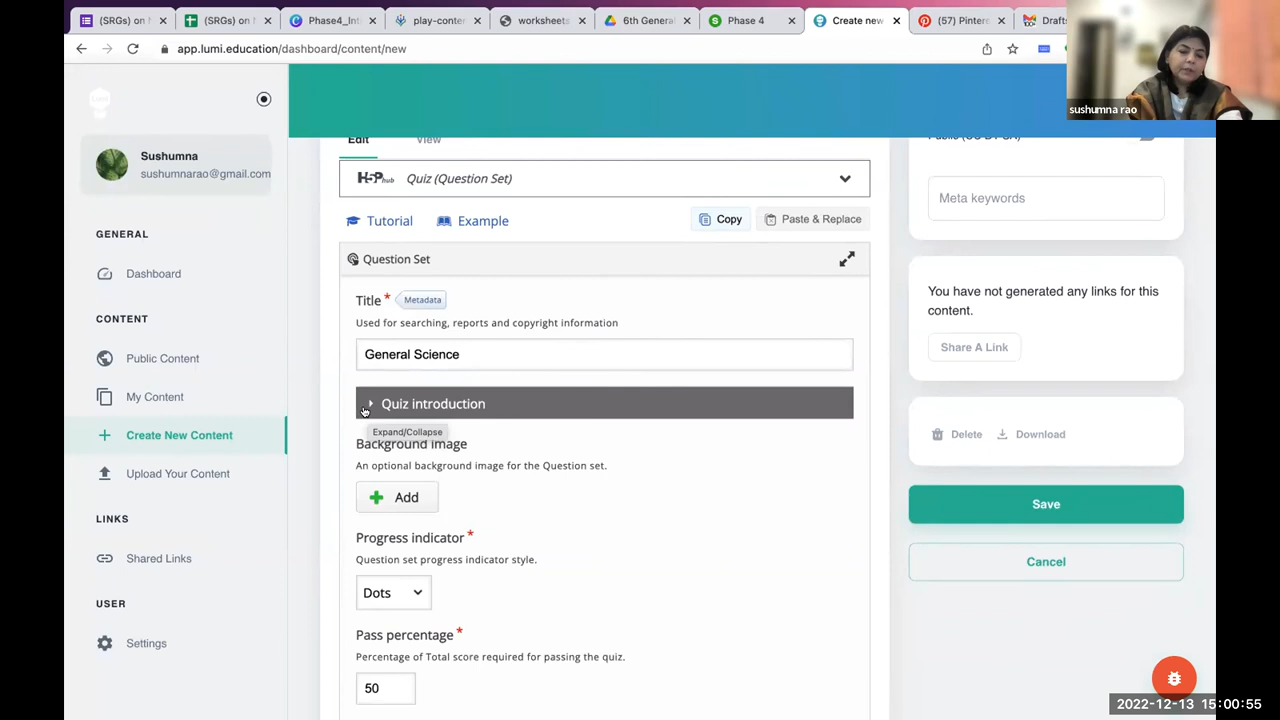 (SRGs) on M
(SRGs) on N
Phase4_Int
play-conter
worksheets
6th General
Phase 4
Create new
(57) Pintere
Drafts
app.lumi.education/dashboard/content/new
sushumna rao
Sushumna
sushumnarao@gmail.com
GENERAL
Dashboard
CONTENT
Public Content
My Content
Create New Content
Upload Your Content
LINKS
Shared Links
USER
Settings
Edit
View
H5P hub Quiz (Question Set)
Tutorial
Example
Copy
Paste & Replace
Question Set
Title * Metadata
Used for searching, reports and copyright information
General Science
Quiz introduction
Expand/Collapse
Background image
An optional background image for the Question set.
Add
Progress indicator *
Question set progress indicator style.
Dots
Pass percentage *
Percentage of Total score required for passing the quiz.
50
Meta keywords
You have not generated any links for this
content.
Share A Link
Delete
Download
Save
Cancel
2022-12-13 15:00:55